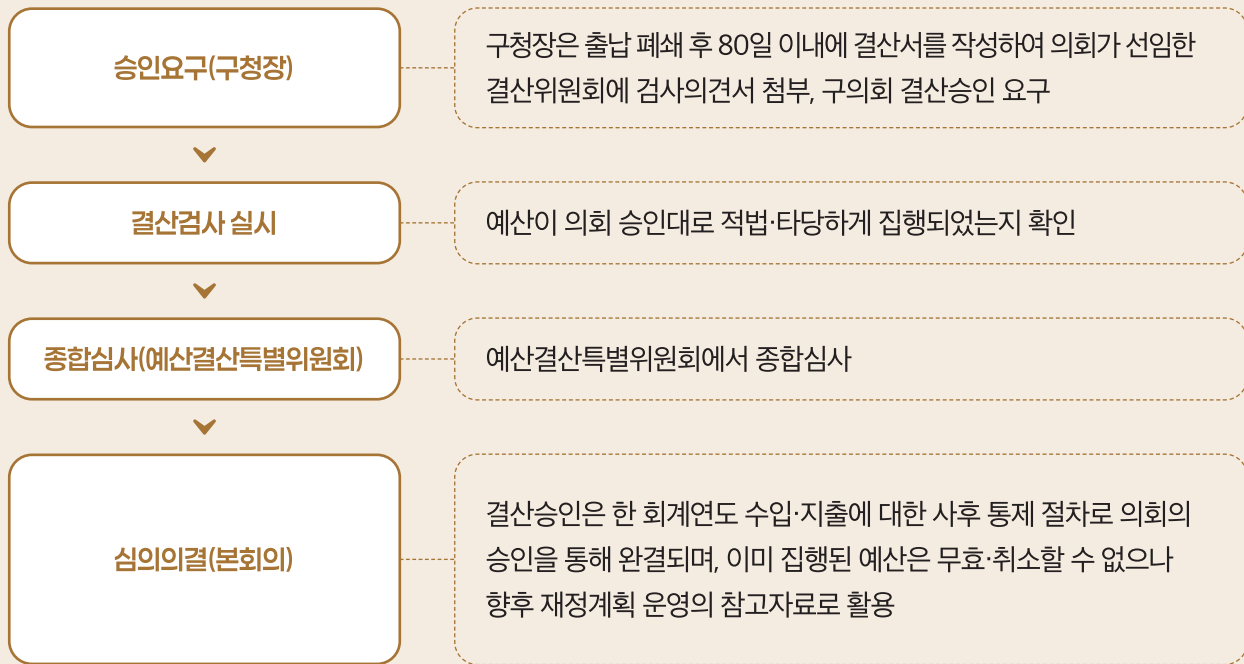 승인요구(구청장)
구청장은 출납 폐쇄 후 80일 이내에 결산서를 작성하여 의회가 선임한
결산위원회에 검사의견서 첨부, 구의회 결산승인 요구
결산검사 실시
예산이 의회 승인대로 적법·타당하게 집행되었는지 확인
종합심사(예산결산특별위원회)
예산결산특별위원회에서 종합심사
심의의결(본회의)
결산승인은 한 회계연도 수입·지출에 대한 사후 통제 절차로 의회의
승인을 통해 완결되며, 이미 집행된 예산은 무효·취소할 수 없으나
향후 재정계획 운영의 참고자료로 활용